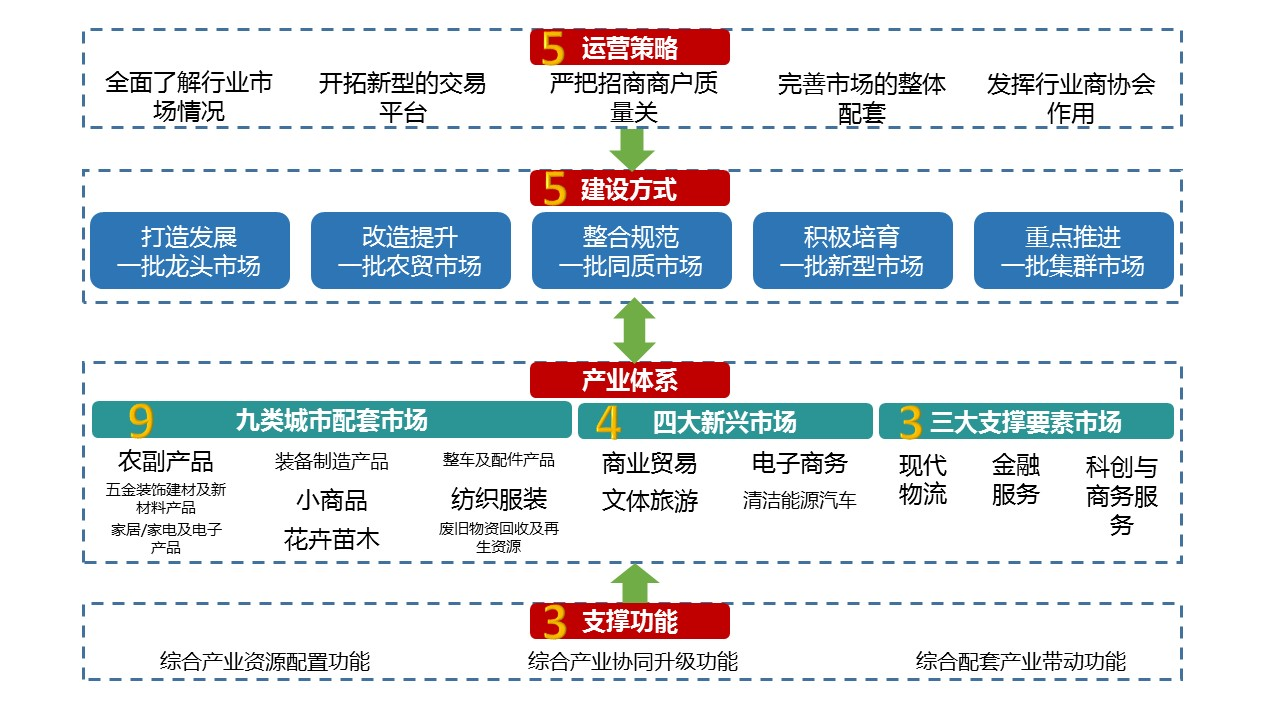 5 运营策略
全面了解行业市
场情况
开拓新型的交易
平台
严把招商商户质
量关
完善市场的整体
配套
发挥行业商协会
作用
5 建设方式
打造发展
一批龙头市场
改造提升
一批农贸市场
整合规范
一批同质市场
积极培育
一批新型市场
重点推进
一批集群市场
产业体系
9 九类城市配套市场
农副产品
装备制造产品
整车及配件产品
五金装饰建材及新
材料产品
小商品
纺织服装
家居/家电及电子
产品
花卉苗木
废旧物资回收及再
生资源
4 四大新兴市场
商业贸易
电子商务
文体旅游
清洁能源汽车
3 三大支撑要素市场
现代
物流
金融
服务
科创与
商务服
务
3 支撑功能
综合产业资源配置功能
综合产业协同升级功能
综合配套产业带动功能